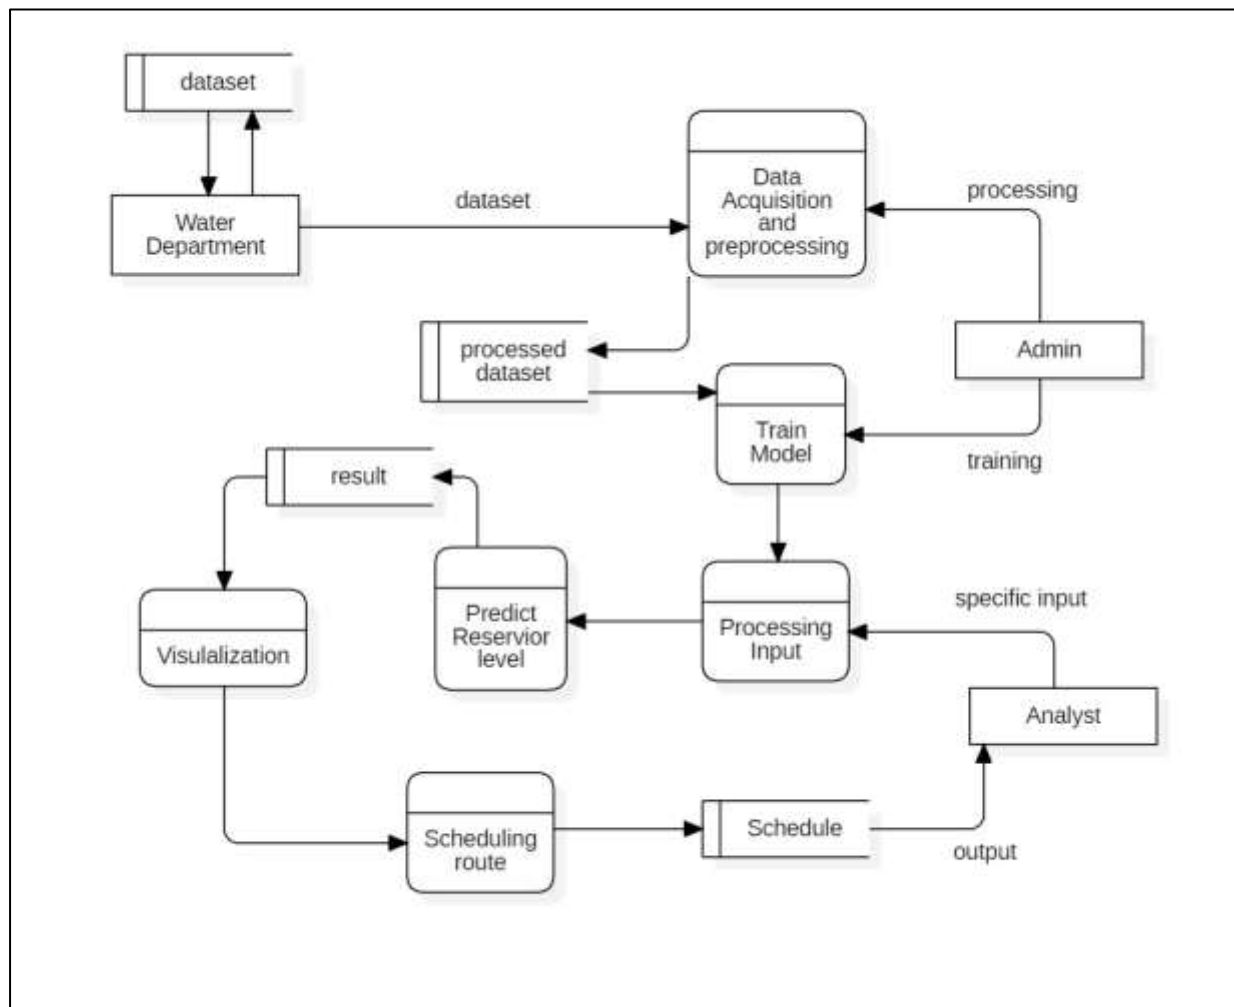 dataset
Water
Department
dataset
Data
Acquisition
and
preprocessing
processing
processed
dataset
Admin
Train
Model
training
result
Visulalization
Predict
Reservior
level
Processing
Input
specific input
Analyst
Scheduling
route
Schedule
output